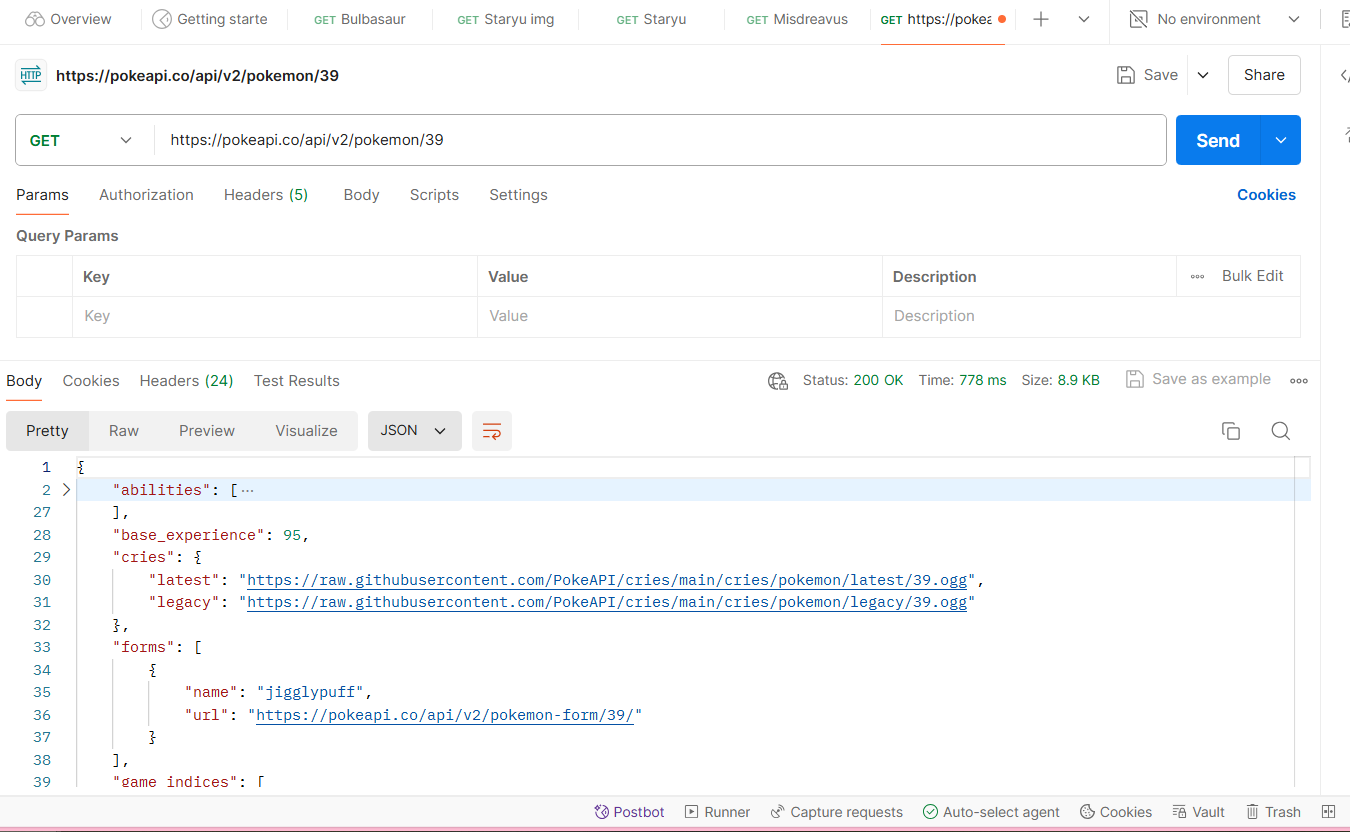 Overview Getting starte GET Bulbasaur GET Staryu img GET Staryu GET Misdreavus GET https://pokea No environment
HTTP https://pokeapi.co/api/v2/pokemon/39 Save Share
GET https://pokeapi.co/api/v2/pokemon/39 Send
Params Authorization Headers (5) Body Scripts Settings Cookies
Query Params
Key Value Description Bulk Edit
Key Value Description
Body Cookies Headers (24) Test Results Status: 200 OK Time: 778 ms Size: 8.9 KB Save as example
Pretty Raw Preview Visualize JSON
1 {
2 "abilities": [ ...
27 ],
28 "base_experience": 95,
29 "cries": {
30 "latest": "https://raw.githubusercontent.com/PokeAPI/cries/main/cries/pokemon/latest/39.ogg",
31 "legacy": "https://raw.githubusercontent.com/PokeAPI/cries/main/cries/pokemon/legacy/39.ogg"
32 },
33 "forms": [
34 {
35 "name": "jigglypuff",
36 "url": "https://pokeapi.co/api/v2/pokemon-form/39/"
37 }
38 ],
39 "game_indices": [
Postbot Runner Capture requests Auto-select agent Cookies Vault Trash